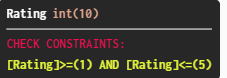 Rating int(10)
CHECK CONSTRAINTS:
[Rating]>=(1) AND [Rating]<=(5)